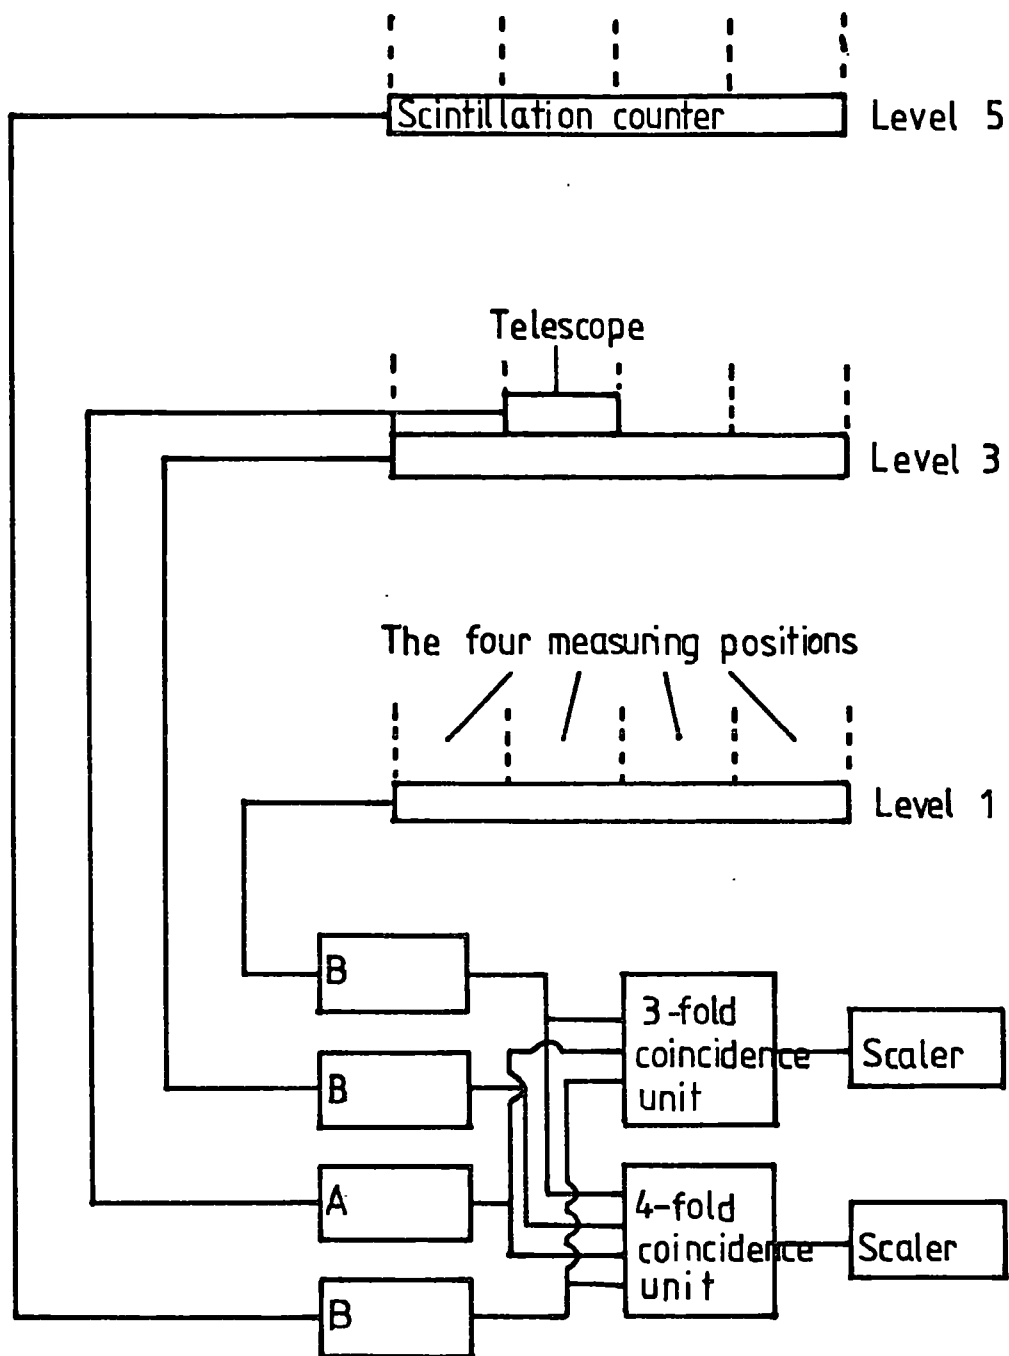 Scintillation counter
Level 5
Telescope
Level 3
The four measuring positions
Level 1
B
3-fold
coincidence
unit
Scaler
B
A
4-fold
coincidence
unit
Scaler
B